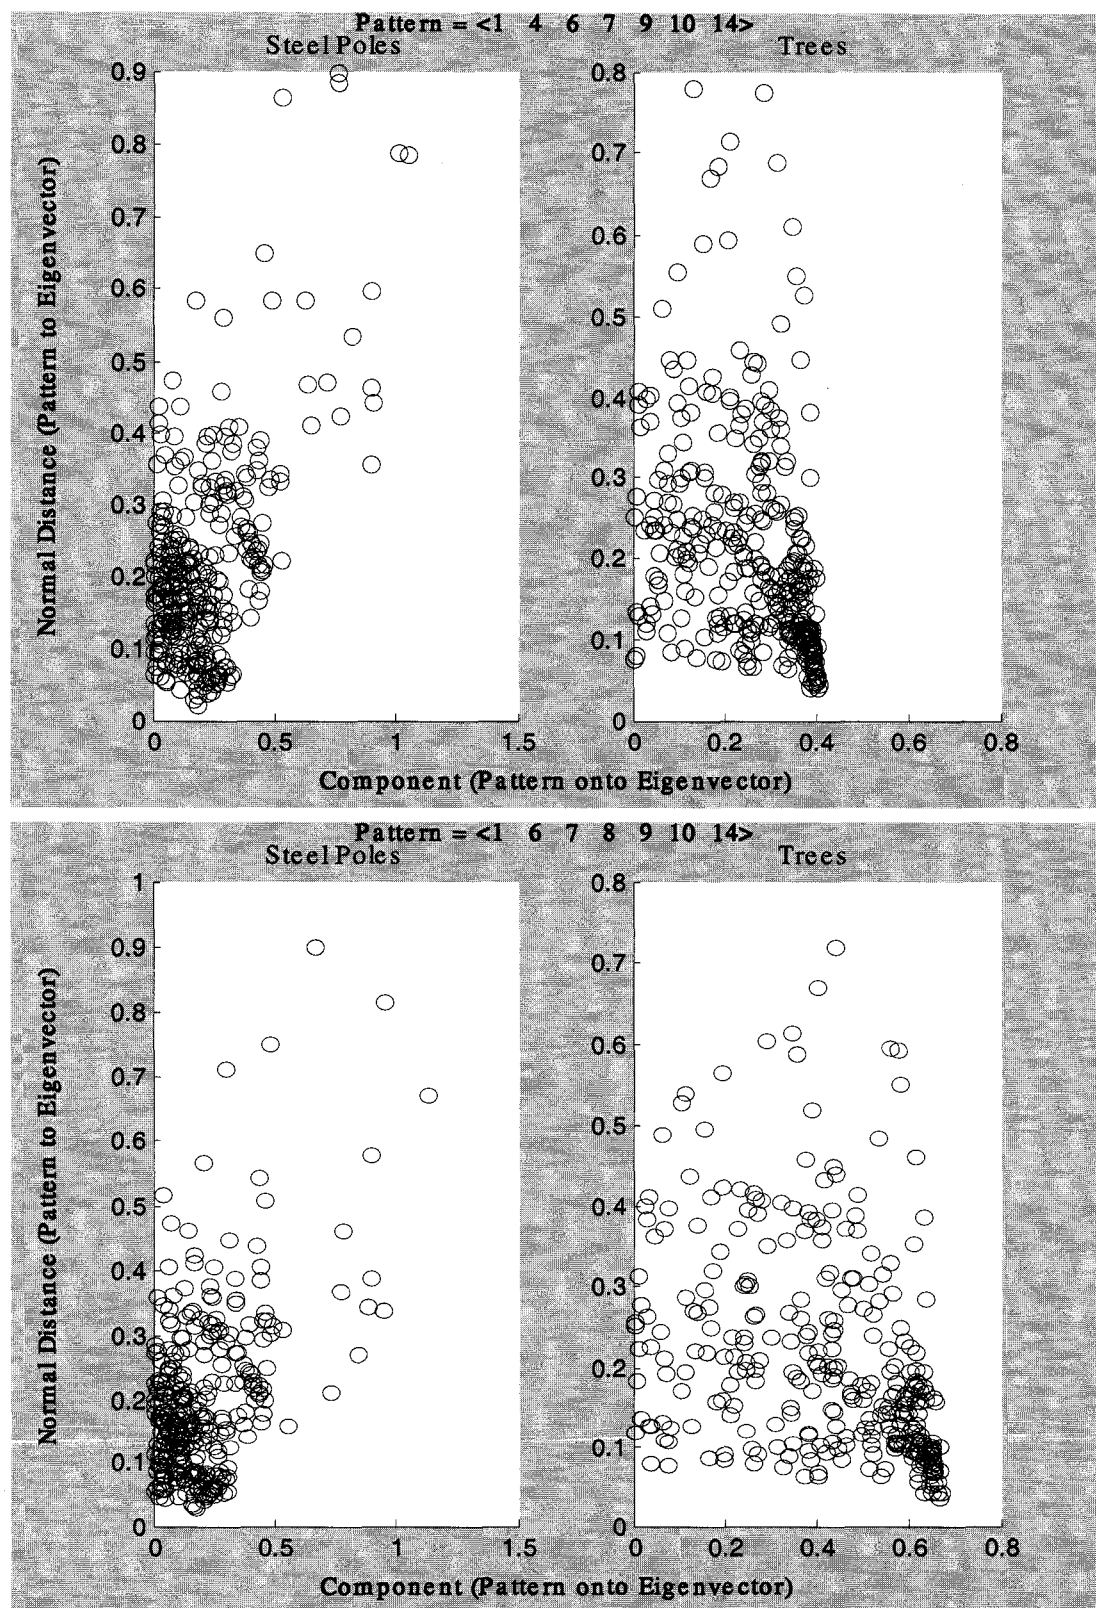 Pattern = <1 4 6 7 9 10 14>
Steel Poles
Trees
Normal Distance (Pattern to Eigenvector)
0.9
0.8
0.7
0.6
0.5
0.4
0.3
0.2
0.1
0
0 0.5 1 1.5
0.8
0.7
0.6
0.5
0.4
0.3
0.2
0.1
0
0 0.2 0.4 0.6 0.8
Component (Pattern onto Eigenvector)
Pattern = <1 6 7 8 9 10 14>
Steel Poles
Trees
Normal Distance (Pattern to Eigenvector)
1
0.9
0.8
0.7
0.6
0.5
0.4
0.3
0.2
0.1
0
0 0.5 1 1.5
0.8
0.7
0.6
0.5
0.4
0.3
0.2
0.1
0
0 0.2 0.4 0.6 0.8
Component (Pattern onto Eigenvector)